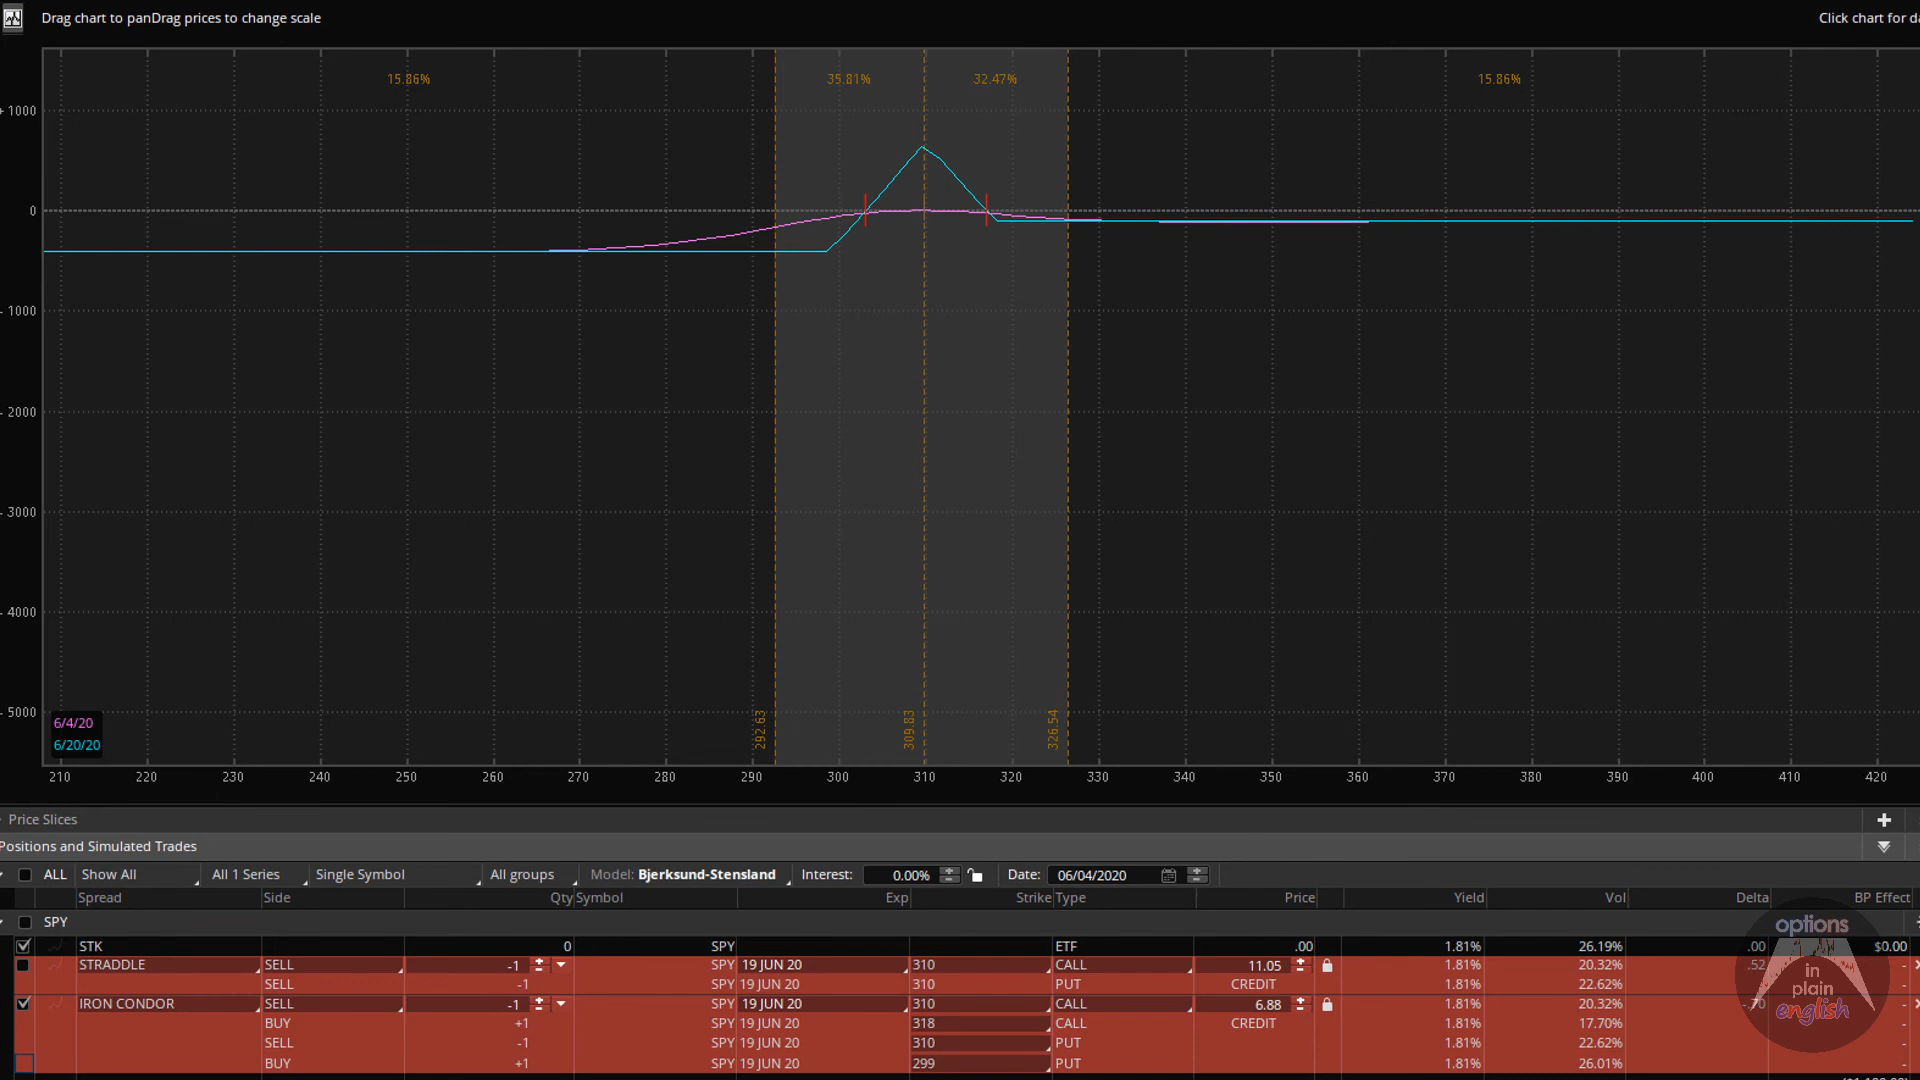 Drag chart to panDrag prices to change scale
Click chart for da
15.86% 35.81% 32.47% 15.86%
+ 1000
0
- 1000
- 2000
- 3000
- 4000
- 5000
292.63 309.83 326.54
6/4/20
6/20/20
210 220 230 240 250 260 270 280 290 300 310 320 330 340 350 360 370 380 390 400 410 420
Price Slices
Positions and Simulated Trades
ALL Show All All 1 Series Single Symbol All groups Model: Bjerksund-Stensland Interest: 0.00% Date: 06/04/2020
Spread Side Qty Symbol Exp Strike Type Price Yield Vol Delta BP Effect
SPY
STK 0 SPY ETF .00 1.81% 26.19% .00 $0.00
STRADDLE SELL -1 SPY 19 JUN 20 310 CALL 11.05 1.81% 20.32% .52 -
SELL -1 SPY 19 JUN 20 310 PUT CREDIT 1.81% 22.62% -
IRON CONDOR SELL -1 SPY 19 JUN 20 310 CALL 6.88 1.81% 20.32% -.70 -
BUY +1 SPY 19 JUN 20 318 CALL CREDIT 1.81% 17.70% -
SELL -1 SPY 19 JUN 20 310 PUT 1.81% 22.62% -
BUY +1 SPY 19 JUN 20 299 PUT 1.81% 26.01% -
options
in
plain
english